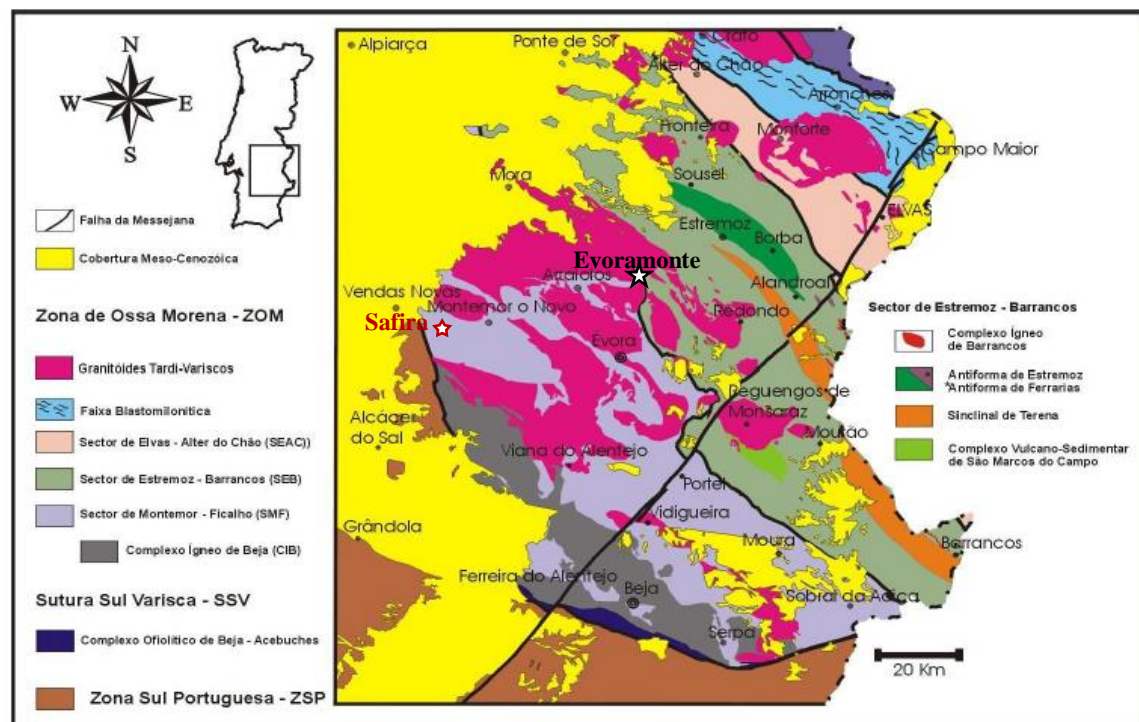 N
W
E
S
Falha da Messejana
Cobertura Meso-Cenozóica
Zona de Ossa Morena - ZOM
Granitóides Tardi-Variscos
Faixa Blastomilonítica
Sector de Elvas - Alter do Chão (SEAC))
Sector de Estremoz - Barrancos (SEB)
Sector de Montemor - Ficalho (SMF)
Complexo Ígneo de Beja (CIB)
Sutura Sul Varisca - SSV
Complexo Ofiolítico de Beja - Acebuches
Zona Sul Portuguesa - ZSP
Alpiarça
Ponte de Sor
Crato
Alter do Chão
Arronches
Fronteira
Monforte
Campo Maior
Mora
Sousel
ELVAS
Estremoz
Borba
Evoramonte
Arraiolos
Alandroal
Vendas Novas
Montemor o Novo
Safira
Redondo
Évora
Reguengos de
Monsaraz
Alcáçer
do Sal
Mourão
Viana do Alentejo
Portel
Vidigueira
Grândola
Moura
Barrancos
Ferreira do Alentejo
Beja
Sobral da Adiça
Serpa
20 Km
Sector de Estremoz - Barrancos
Complexo Ígneo
de Barrancos
Antiforma de Estremoz
*Antiforma de Ferrarias
Sinclinal de Terena
Complexo Vulcano-Sedimentar
de São Marcos do Campo